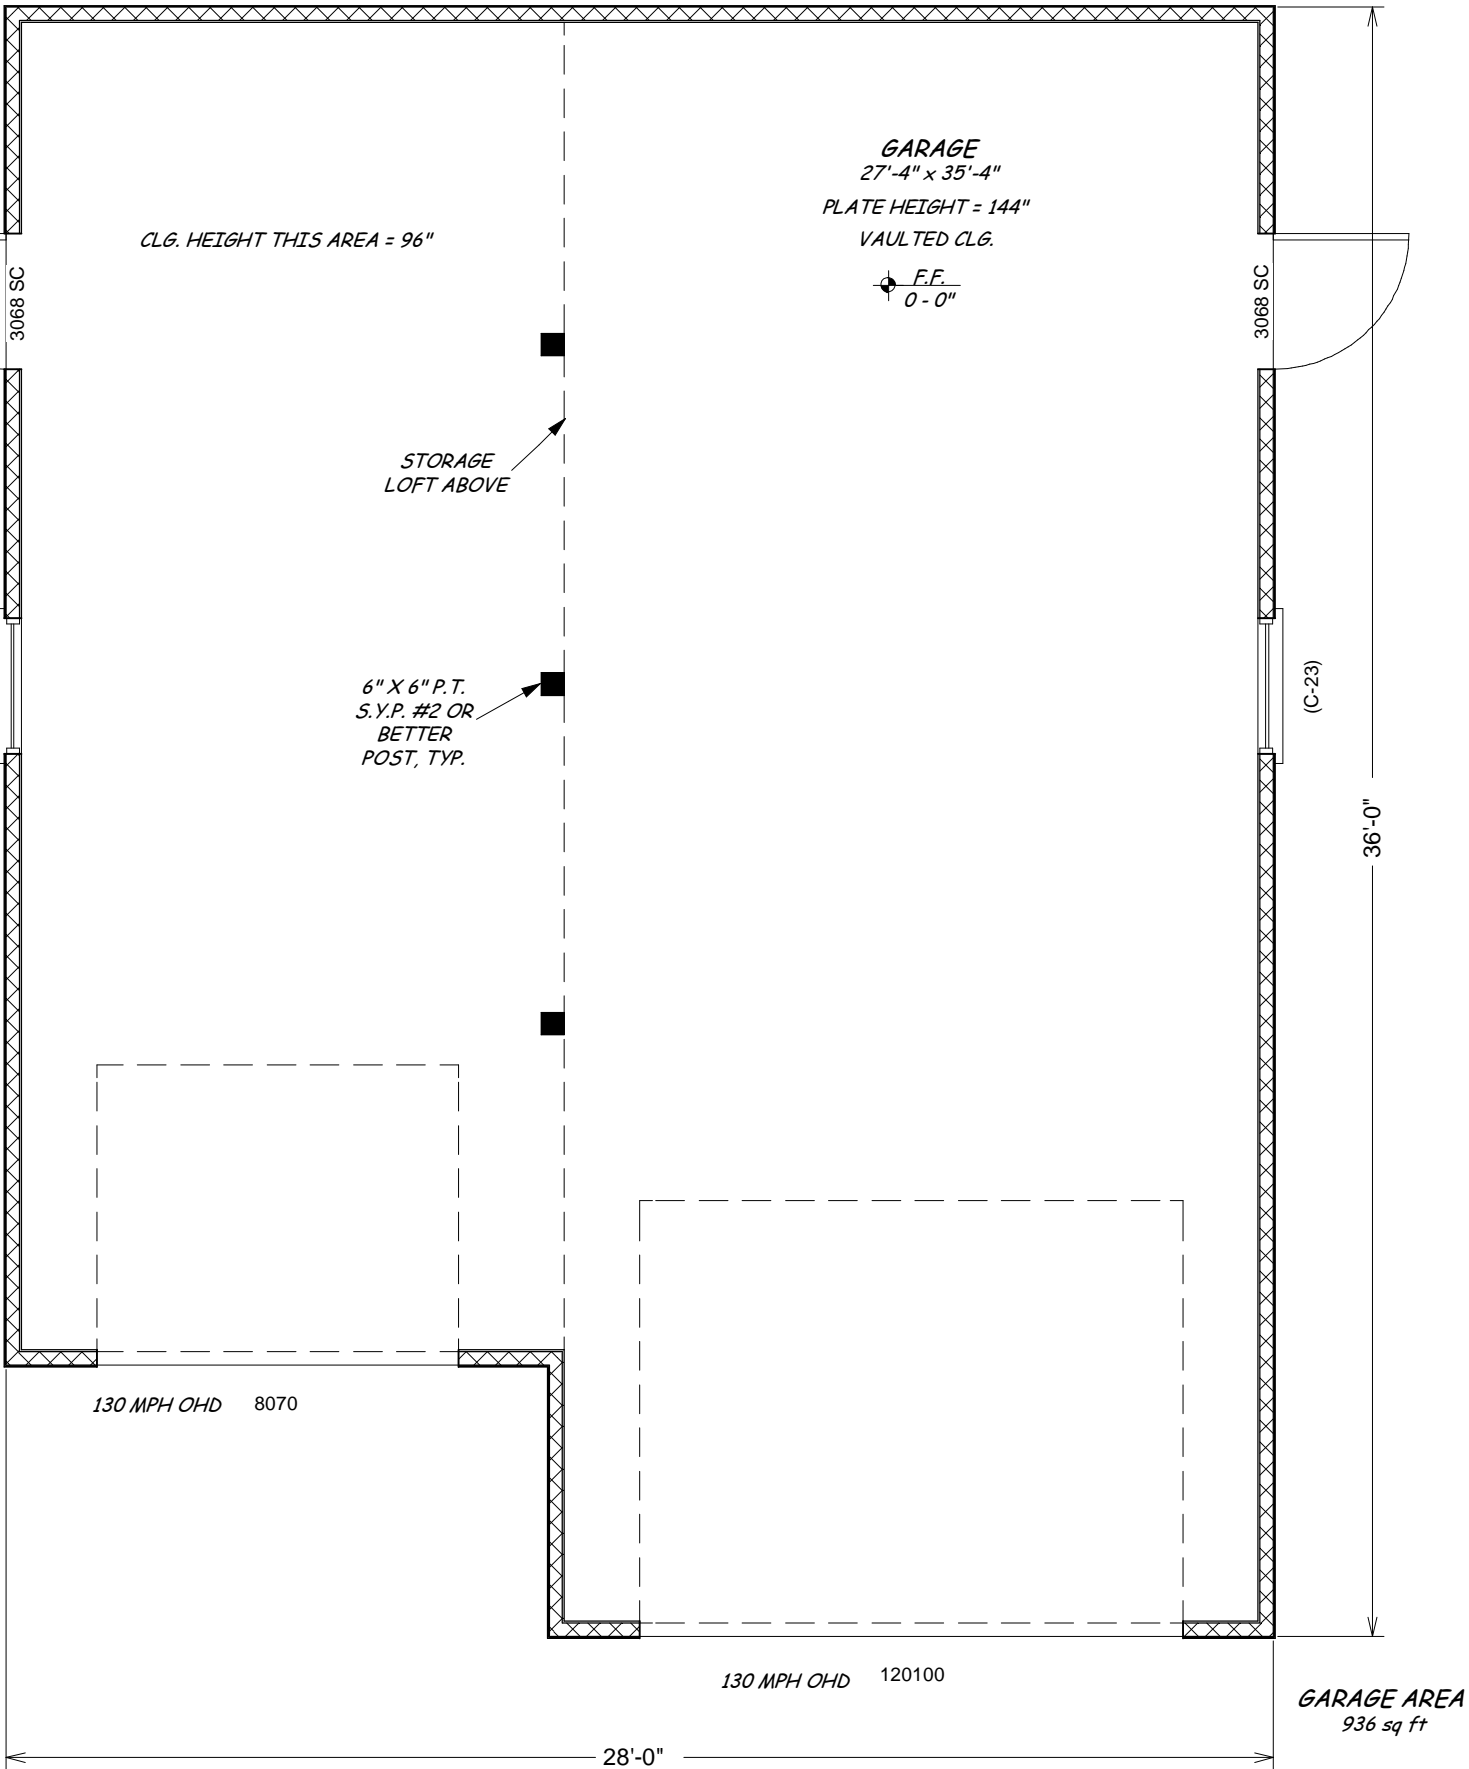 GARAGE
27'-4" x 35'-4"
PLATE HEIGHT = 144"
VAULTED CLG.
F.F.
0 - 0"
CLG. HEIGHT THIS AREA = 96"
3068 SC
3068 SC
STORAGE
LOFT ABOVE
6" X 6" P.T.
S.Y.P. #2 OR
BETTER
POST, TYP.
(C-23)
36'-0"
130 MPH OHD 8070
130 MPH OHD 120100
GARAGE AREA
936 sq ft
28'-0"